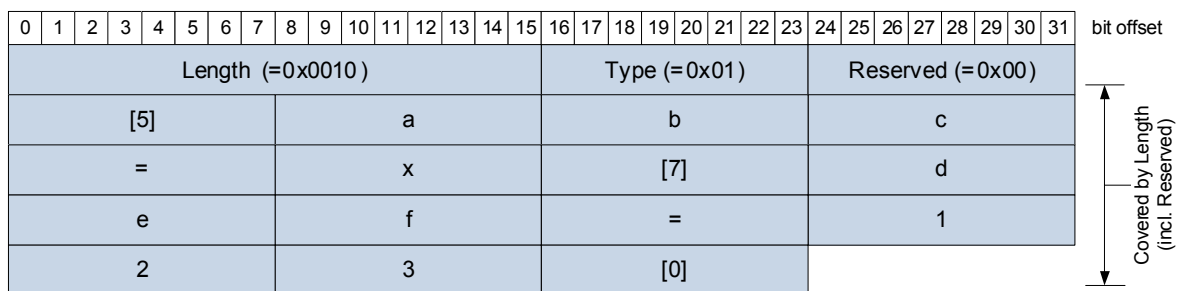 0 1 2 3 4 5 6 7 8 9 10 11 12 13 14 15 16 17 18 19 20 21 22 23 24 25 26 27 28 29 30 31 bit offset
Length (=0x0010) Type (=0x01) Reserved (=0x00)
[5] a b c
= x [7] d
e f = 1
2 3 [0]
Covered by Length
(incl. Reserved)